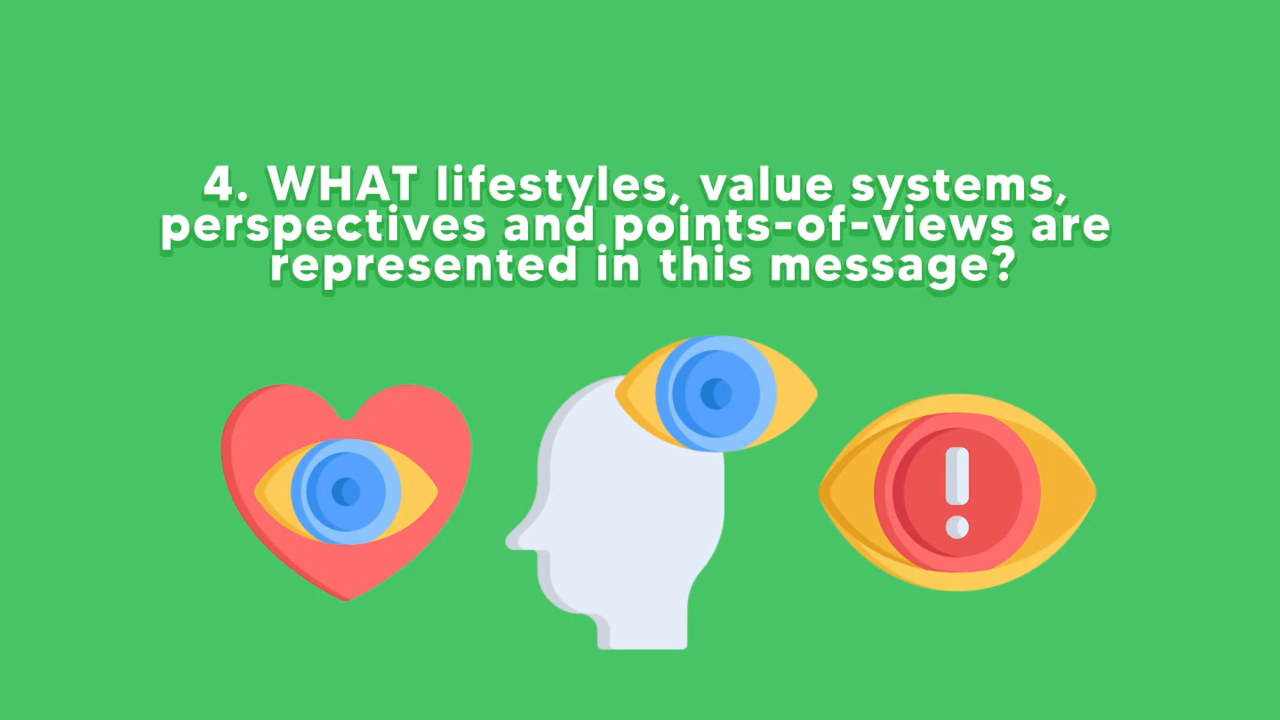 4. WHAT lifestyles, value systems,
perspectives and points-of-views are
represented in this message?
!